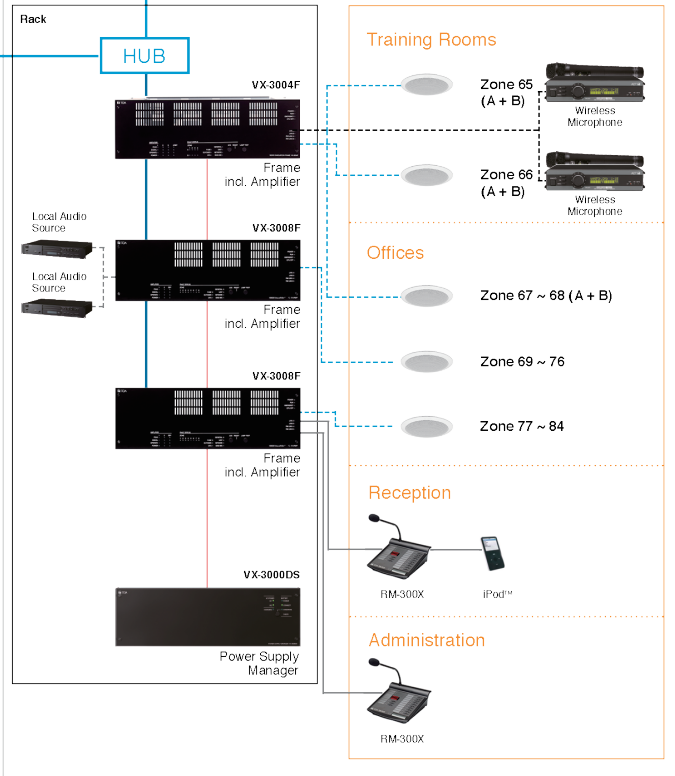 Rack
HUB
VX-3004F
Frame
incl. Amplifier
Local Audio
Source
VX-3008F
Local Audio
Source
Frame
incl. Amplifier
VX-3008F
Frame
incl. Amplifier
VX-3000DS
Power Supply
Manager
Training Rooms
Zone 65
(A + B)
Wireless
Microphone
Zone 66
(A + B)
Wireless
Microphone
Offices
Zone 67 ~ 68 (A + B)
Zone 69 ~ 76
Zone 77 ~ 84
Reception
RM-300X
iPod™
Administration
RM-300X